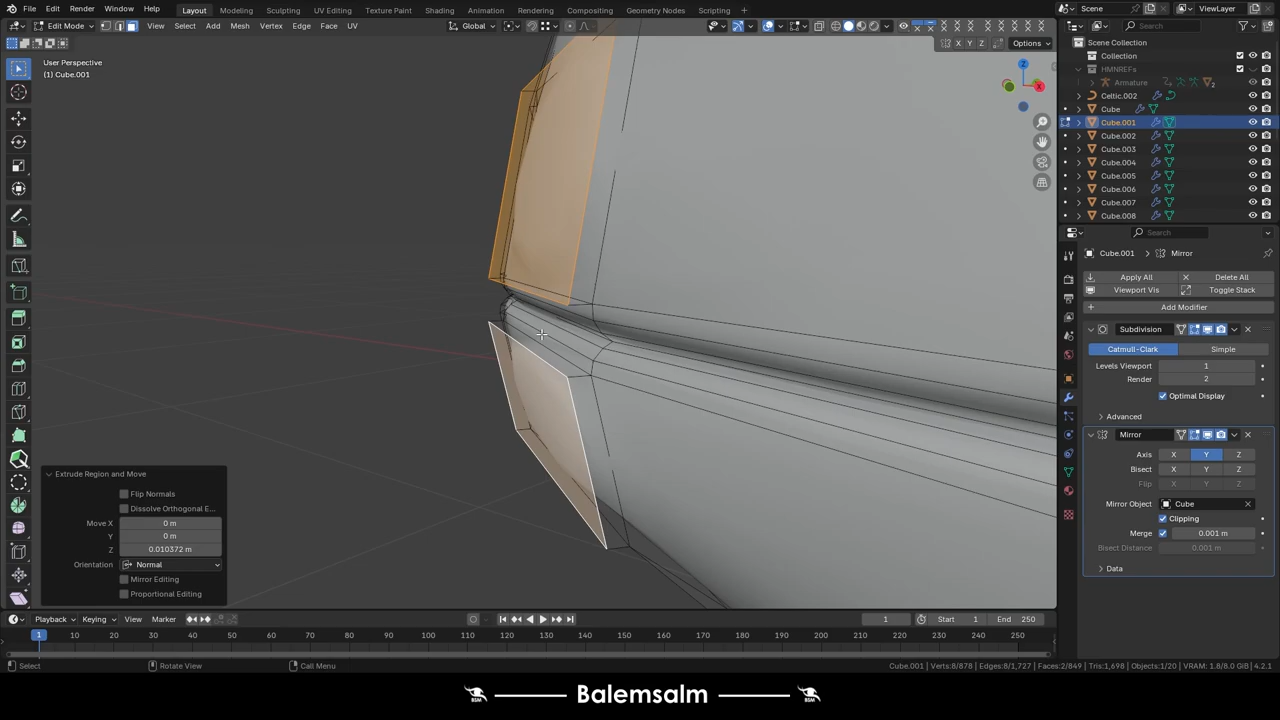 File Edit Render Window Help Layout Modeling Sculpting UV Editing Texture Paint Shading Animation Rendering Compositing Geometry Nodes Scripting + Scene ViewLayer
Edit Mode View Select Add Mesh Vertex Edge Face UV Global Search
X Y Z Options
User Perspective
(1) Cube.001
Z
X
Scene Collection
Collection
HMNREFs
Armature 2
Celtic.002
Cube
Cube.001
Cube.002
Cube.003
Cube.004
Cube.005
Cube.006
Cube.007
Cube.008
Search
Cube.001 > Mirror
Apply All Delete All
Viewport Vis Toggle Stack
Add Modifier
Subdivision
Catmull-Clark Simple
Levels Viewport 1
Render 2
Optimal Display
Advanced
Mirror
Axis X Y Z
Bisect X Y Z
Flip X Y Z
Mirror Object Cube
Clipping
Merge 0.001 m
Bisect Distance 0.001 m
Data
Extrude Region and Move
Flip Normals
Dissolve Orthogonal E...
Move X 0 m
Y 0 m
Z 0.010372 m
Orientation Normal
Mirror Editing
Proportional Editing
Playback Keying View Marker 1 Start 1 End 250
1 10 20 30 40 50 60 70 80 90 100 110 120 130 140 150 160 170 180 190 200 210 220 230 240 250
Select Rotate View Call Menu Cube.001 | Verts:8/878 | Edges:8/1,727 | Faces:2/849 | Tris:1,698 | Objects:1/20 | VRAM: 1.8/8.0 GiB | 4.2.1
BSM Balemsalm BSM